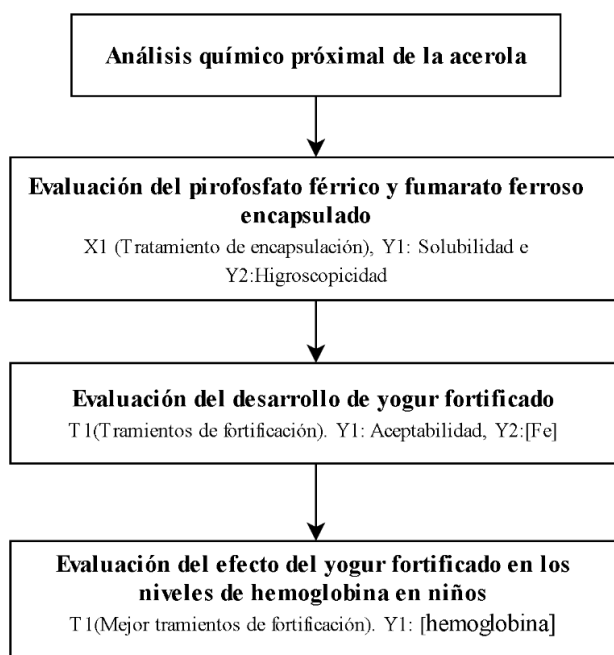 Análisis químico próximal de la acerola
Evaluación del pirofosfato férrico y fumarato ferroso
encapsulado
X1 (Tratamiento de encapsulación), Y1: Solubilidad e
Y2:Higroscopicidad
Evaluación del desarrollo de yogur fortificado
T1(Tramientos de fortificación). Y1: Aceptabilidad, Y2:[Fe]
Evaluación del efecto del yogur fortificado en los
niveles de hemoglobina en niños
T1(Mejor tramientos de fortificación). Y1: [hemoglobina]